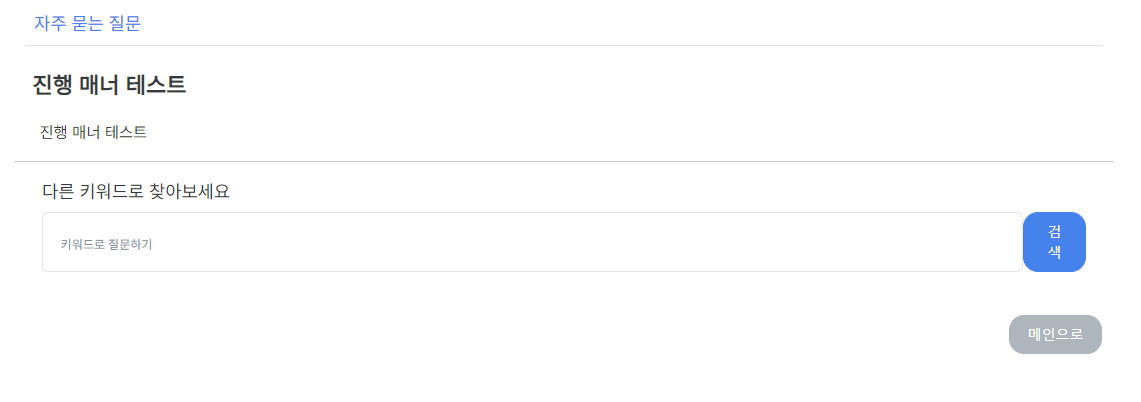 자주 묻는 질문
진행 매너 테스트
진행 매너 테스트
다른 키워드로 찾아보세요
키워드로 질문하기
검
색
메인으로